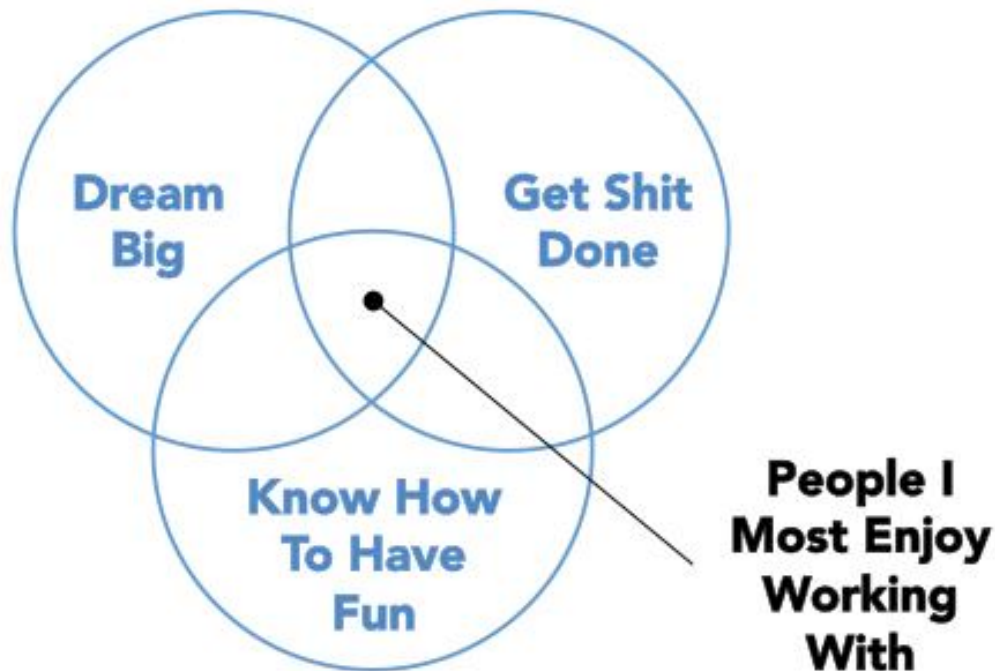 Dream
Big
Get Shit
Done
Know How
To Have
Fun
People I
Most Enjoy
Working
With